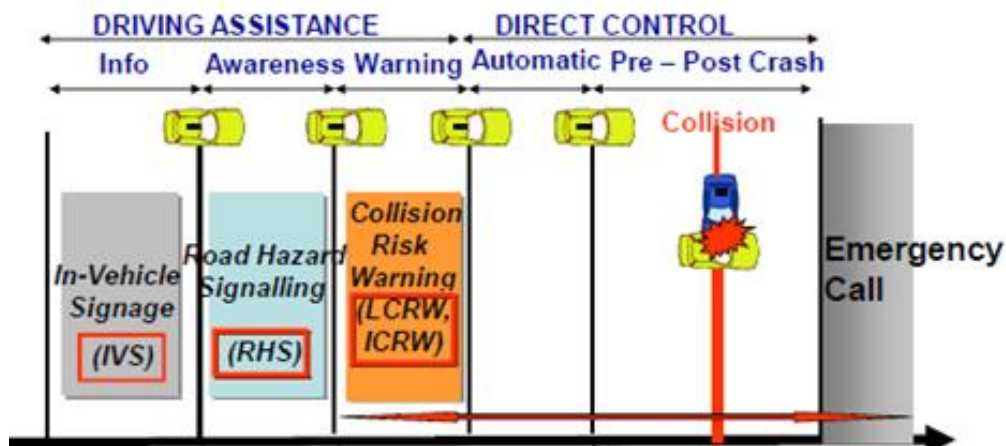 DRIVING ASSISTANCE
DIRECT CONTROL
Info
Awareness
Warning
Automatic
Pre – Post Crash
Collision
In-Vehicle
Signage
(IVS)
Road Hazard
Signalling
(RHS)
Collision
Risk
Warning
(LCRW,
ICRW)
Emergency
Call